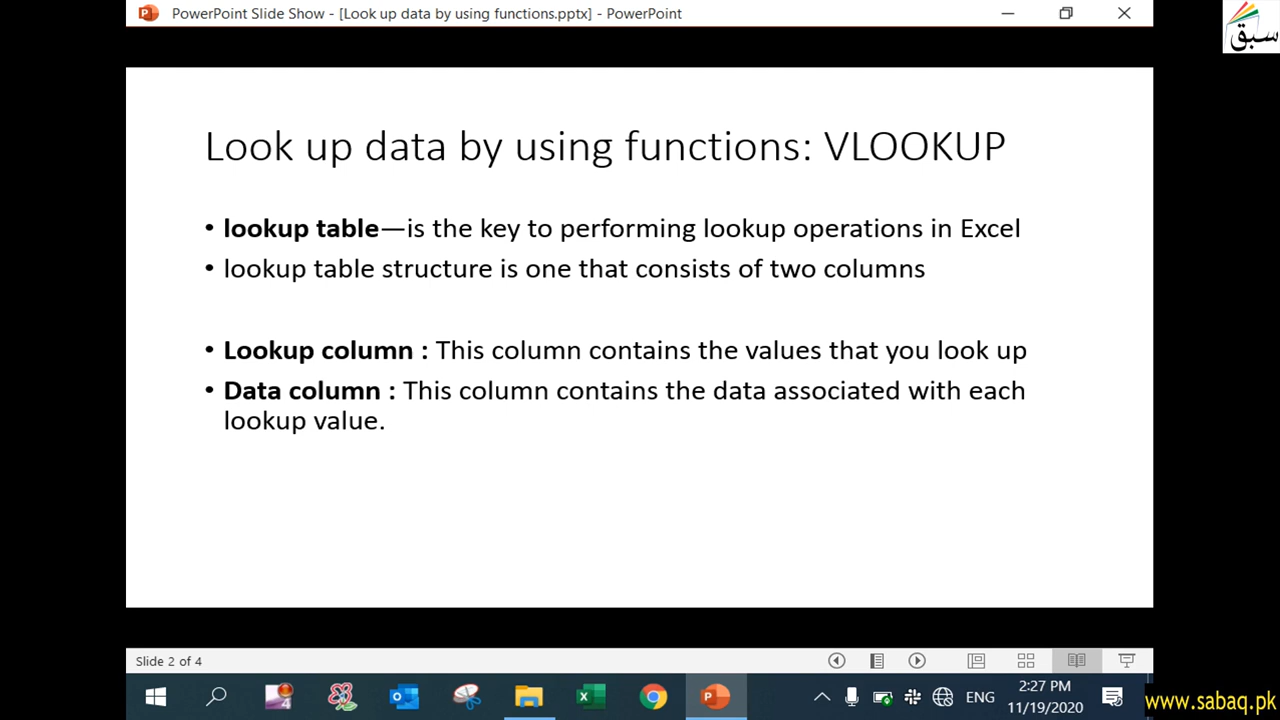 PowerPoint Slide Show - [Look up data by using functions.pptx] - PowerPoint
سبق
Look up data by using functions: VLOOKUP
• lookup table—is the key to performing lookup operations in Excel
• lookup table structure is one that consists of two columns
• Lookup column : This column contains the values that you look up
• Data column : This column contains the data associated with each
lookup value.
Slide 2 of 4
ENG
2:27 PM
11/19/2020
www.sabaq.pk